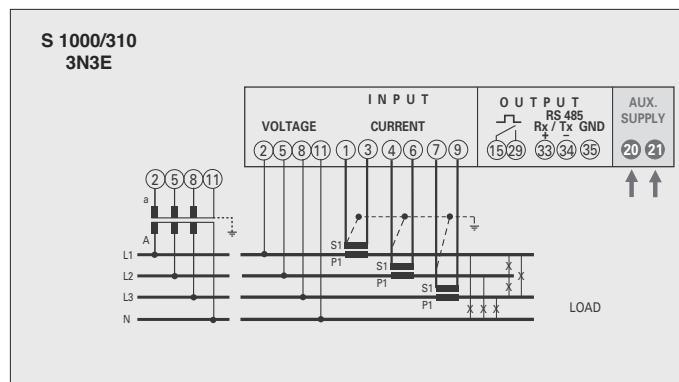 S 1000/310
3N3E
INPUT
OUTPUT
AUX.
SUPPLY
VOLTAGE
CURRENT
RS 485
Rx / Tx GND
+ −
2 5 8 11 1 3 4 6 7 9 15 29 33 34 35 20 21
2 5 8 11
a
A
L1
S1
P1
L2
S1
P1
L3
S1
P1
N
X
X
X
X X X
LOAD